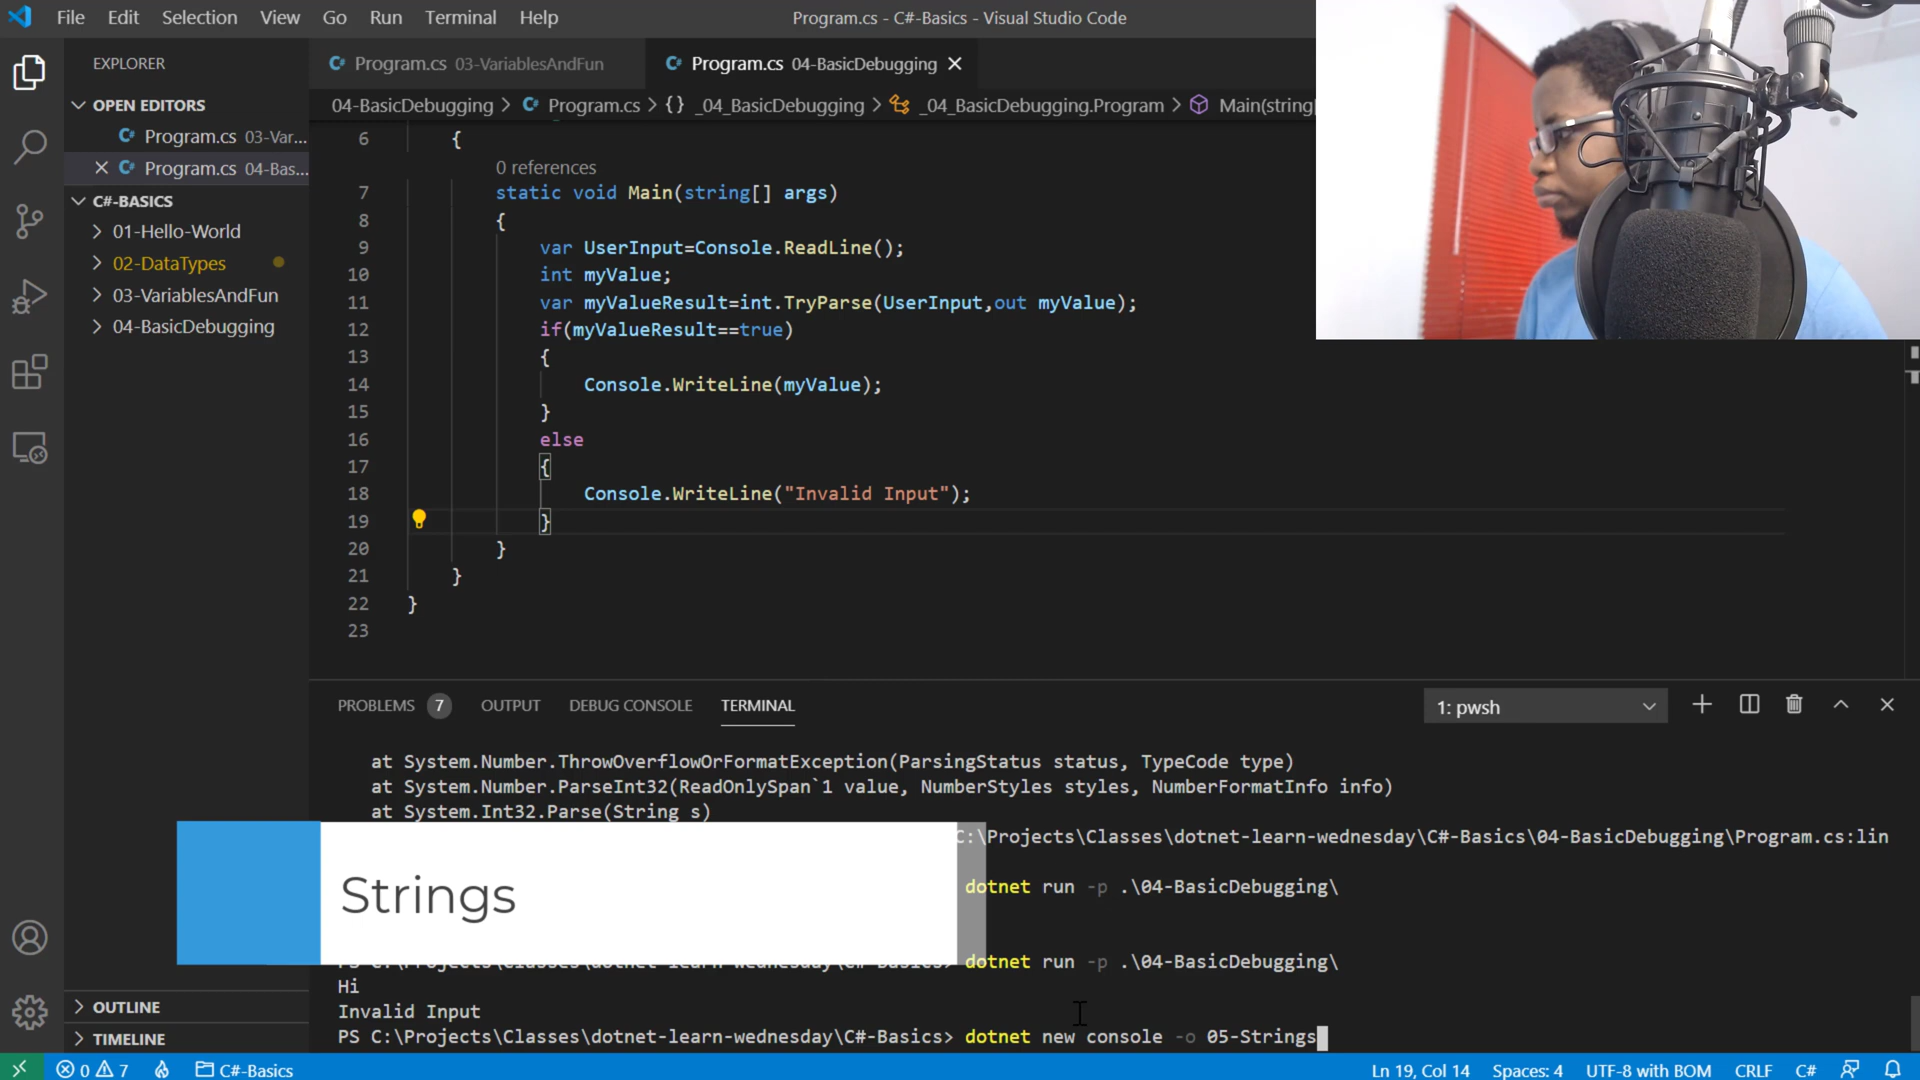 File Edit Selection View Go Run Terminal Help
Program.cs - C#-Basics - Visual Studio Code
EXPLORER
OPEN EDITORS
Program.cs 03-Var...
Program.cs 04-Bas...
C#-BASICS
01-Hello-World
02-DataTypes
03-VariablesAndFun
04-BasicDebugging
OUTLINE
TIMELINE
Program.cs 03-VariablesAndFun
Program.cs 04-BasicDebugging
04-BasicDebugging > Program.cs > {} _04_BasicDebugging > _04_BasicDebugging.Program > Main(string
6 {
0 references
7 static void Main(string[] args)
8 {
9 var UserInput=Console.ReadLine();
10 int myValue;
11 var myValueResult=int.TryParse(UserInput,out myValue);
12 if(myValueResult==true)
13 {
14 Console.WriteLine(myValue);
15 }
16 else
17 {
18 Console.WriteLine("Invalid Input");
19 }
20 }
21 }
22 }
23
PROBLEMS 7 OUTPUT DEBUG CONSOLE TERMINAL
1: pwsh
at System.Number.ThrowOverflowOrFormatException(ParsingStatus status, TypeCode type)
at System.Number.ParseInt32(ReadOnlySpan`1 value, NumberStyles styles, NumberFormatInfo info)
at System.Int32.Parse(String s)
C:\Projects\Classes\dotnet-learn-wednesday\C#-Basics\04-BasicDebugging\Program.cs:lin
dotnet run -p .\04-BasicDebugging\
Strings
PS C:\Projects\Classes\dotnet-learn-wednesday\C#-Basics> dotnet run -p .\04-BasicDebugging\
Hi
Invalid Input
PS C:\Projects\Classes\dotnet-learn-wednesday\C#-Basics> dotnet new console -o 05-Strings
0 7 C#-Basics
Ln 19, Col 14 Spaces: 4 UTF-8 with BOM CRLF C#